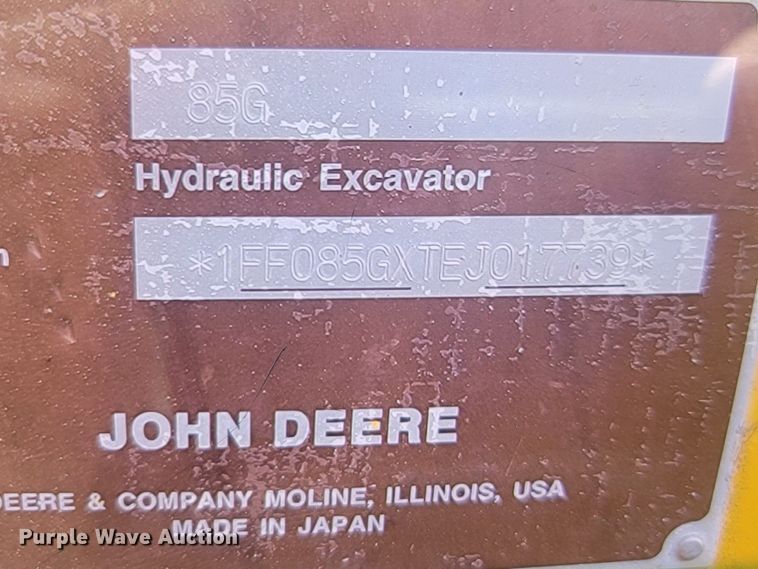 85G
Hydraulic Excavator
*1FF085GXTEJ017739*
JOHN DEERE
DEERE & COMPANY MOLINE, ILLINOIS, USA
MADE IN JAPAN
Purple Wave Auction